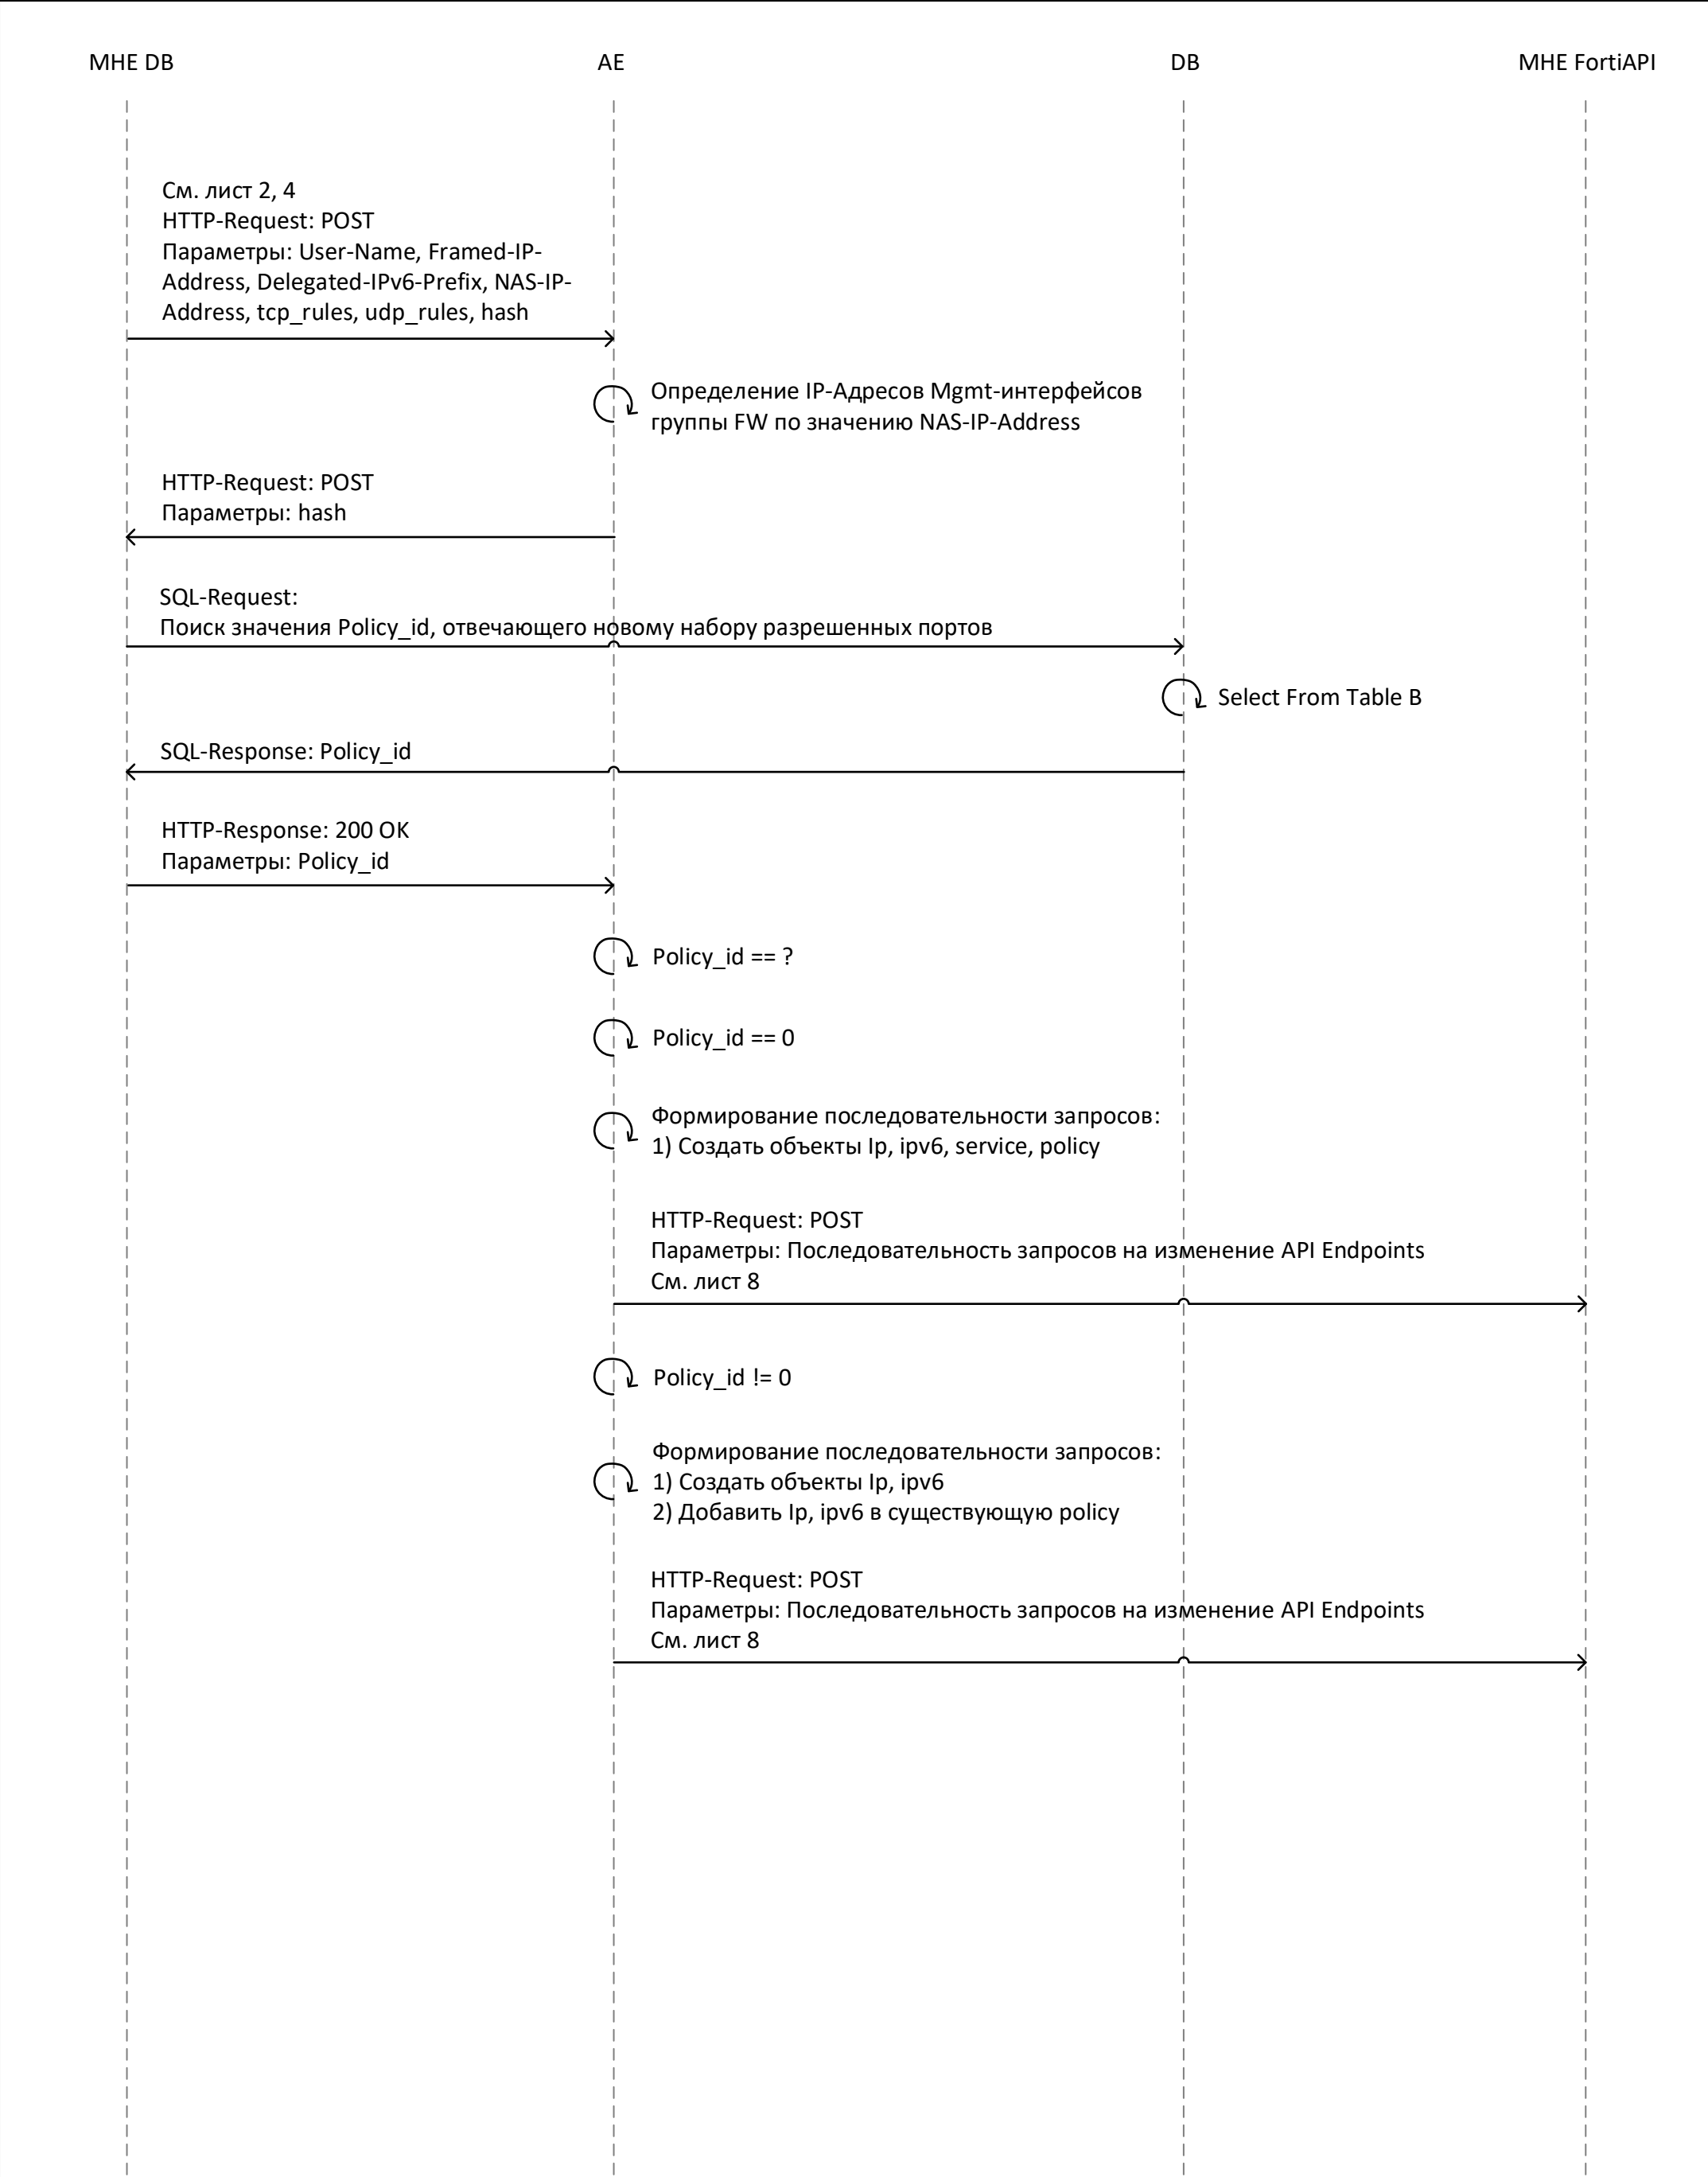 MHE DB
AE
DB
MHE FortiAPI
См. лист 2, 4
HTTP-Request: POST
Параметры: User-Name, Framed-IP-
Address, Delegated-IPv6-Prefix, NAS-IP-
Address, tcp_rules, udp_rules, hash
Определение IP-Адресов Mgmt-интерфейсов
группы FW по значению NAS-IP-Address
HTTP-Request: POST
Параметры: hash
SQL-Request:
Поиск значения Policy_id, отвечающего новому набору разрешенных портов
Select From Table B
SQL-Response: Policy_id
HTTP-Response: 200 OK
Параметры: Policy_id
Policy_id == ?
Policy_id == 0
Формирование последовательности запросов:
1) Создать объекты Ip, ipv6, service, policy
HTTP-Request: POST
Параметры: Последовательность запросов на изменение API Endpoints
См. лист 8
Policy_id != 0
Формирование последовательности запросов:
1) Создать объекты Ip, ipv6
2) Добавить Ip, ipv6 в существующую policy
HTTP-Request: POST
Параметры: Последовательность запросов на изменение API Endpoints
См. лист 8